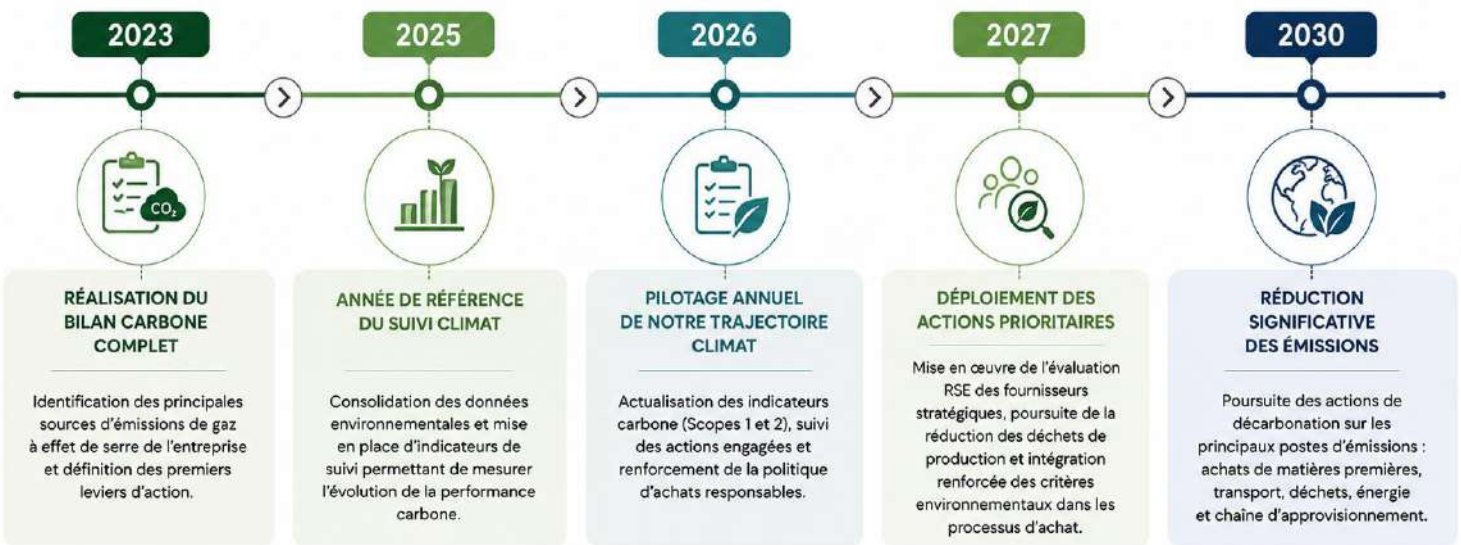 2023
2025
2026
2027
2030
CO₂
RÉALISATION DU
BILAN CARBONE
COMPLET
Identification des principales
sources d'émissions de gaz
à effet de serre de l'entreprise
et définition des premiers
leviers d'action.
ANNÉE DE RÉFÉRENCE
DU SUIVI CLIMAT
Consolidation des données
environnementales et mise
en place d'indicateurs de
suivi permettant de mesurer
l'évolution de la performance
carbone.
PILOTAGE ANNUEL
DE NOTRE TRAJECTOIRE
CLIMAT
Actualisation des indicateurs
carbone (Scopes 1 et 2), suivi
des actions engagées et
renforcement de la politique
d'achats responsables.
DÉPLOIEMENT DES
ACTIONS PRIORITAIRES
Mise en œuvre de l'évaluation
RSE des fournisseurs
stratégiques, poursuite de la
réduction des déchets de
production et intégration
renforcée des critères
environnementaux dans les
processus d'achat.
RÉDUCTION
SIGNIFICATIVE
DES ÉMISSIONS
Poursuite des actions de
décarbonation sur les
principaux postes d'émissions :
achats de matières premières,
transport, déchets, énergie
et chaîne d'approvisionnement.